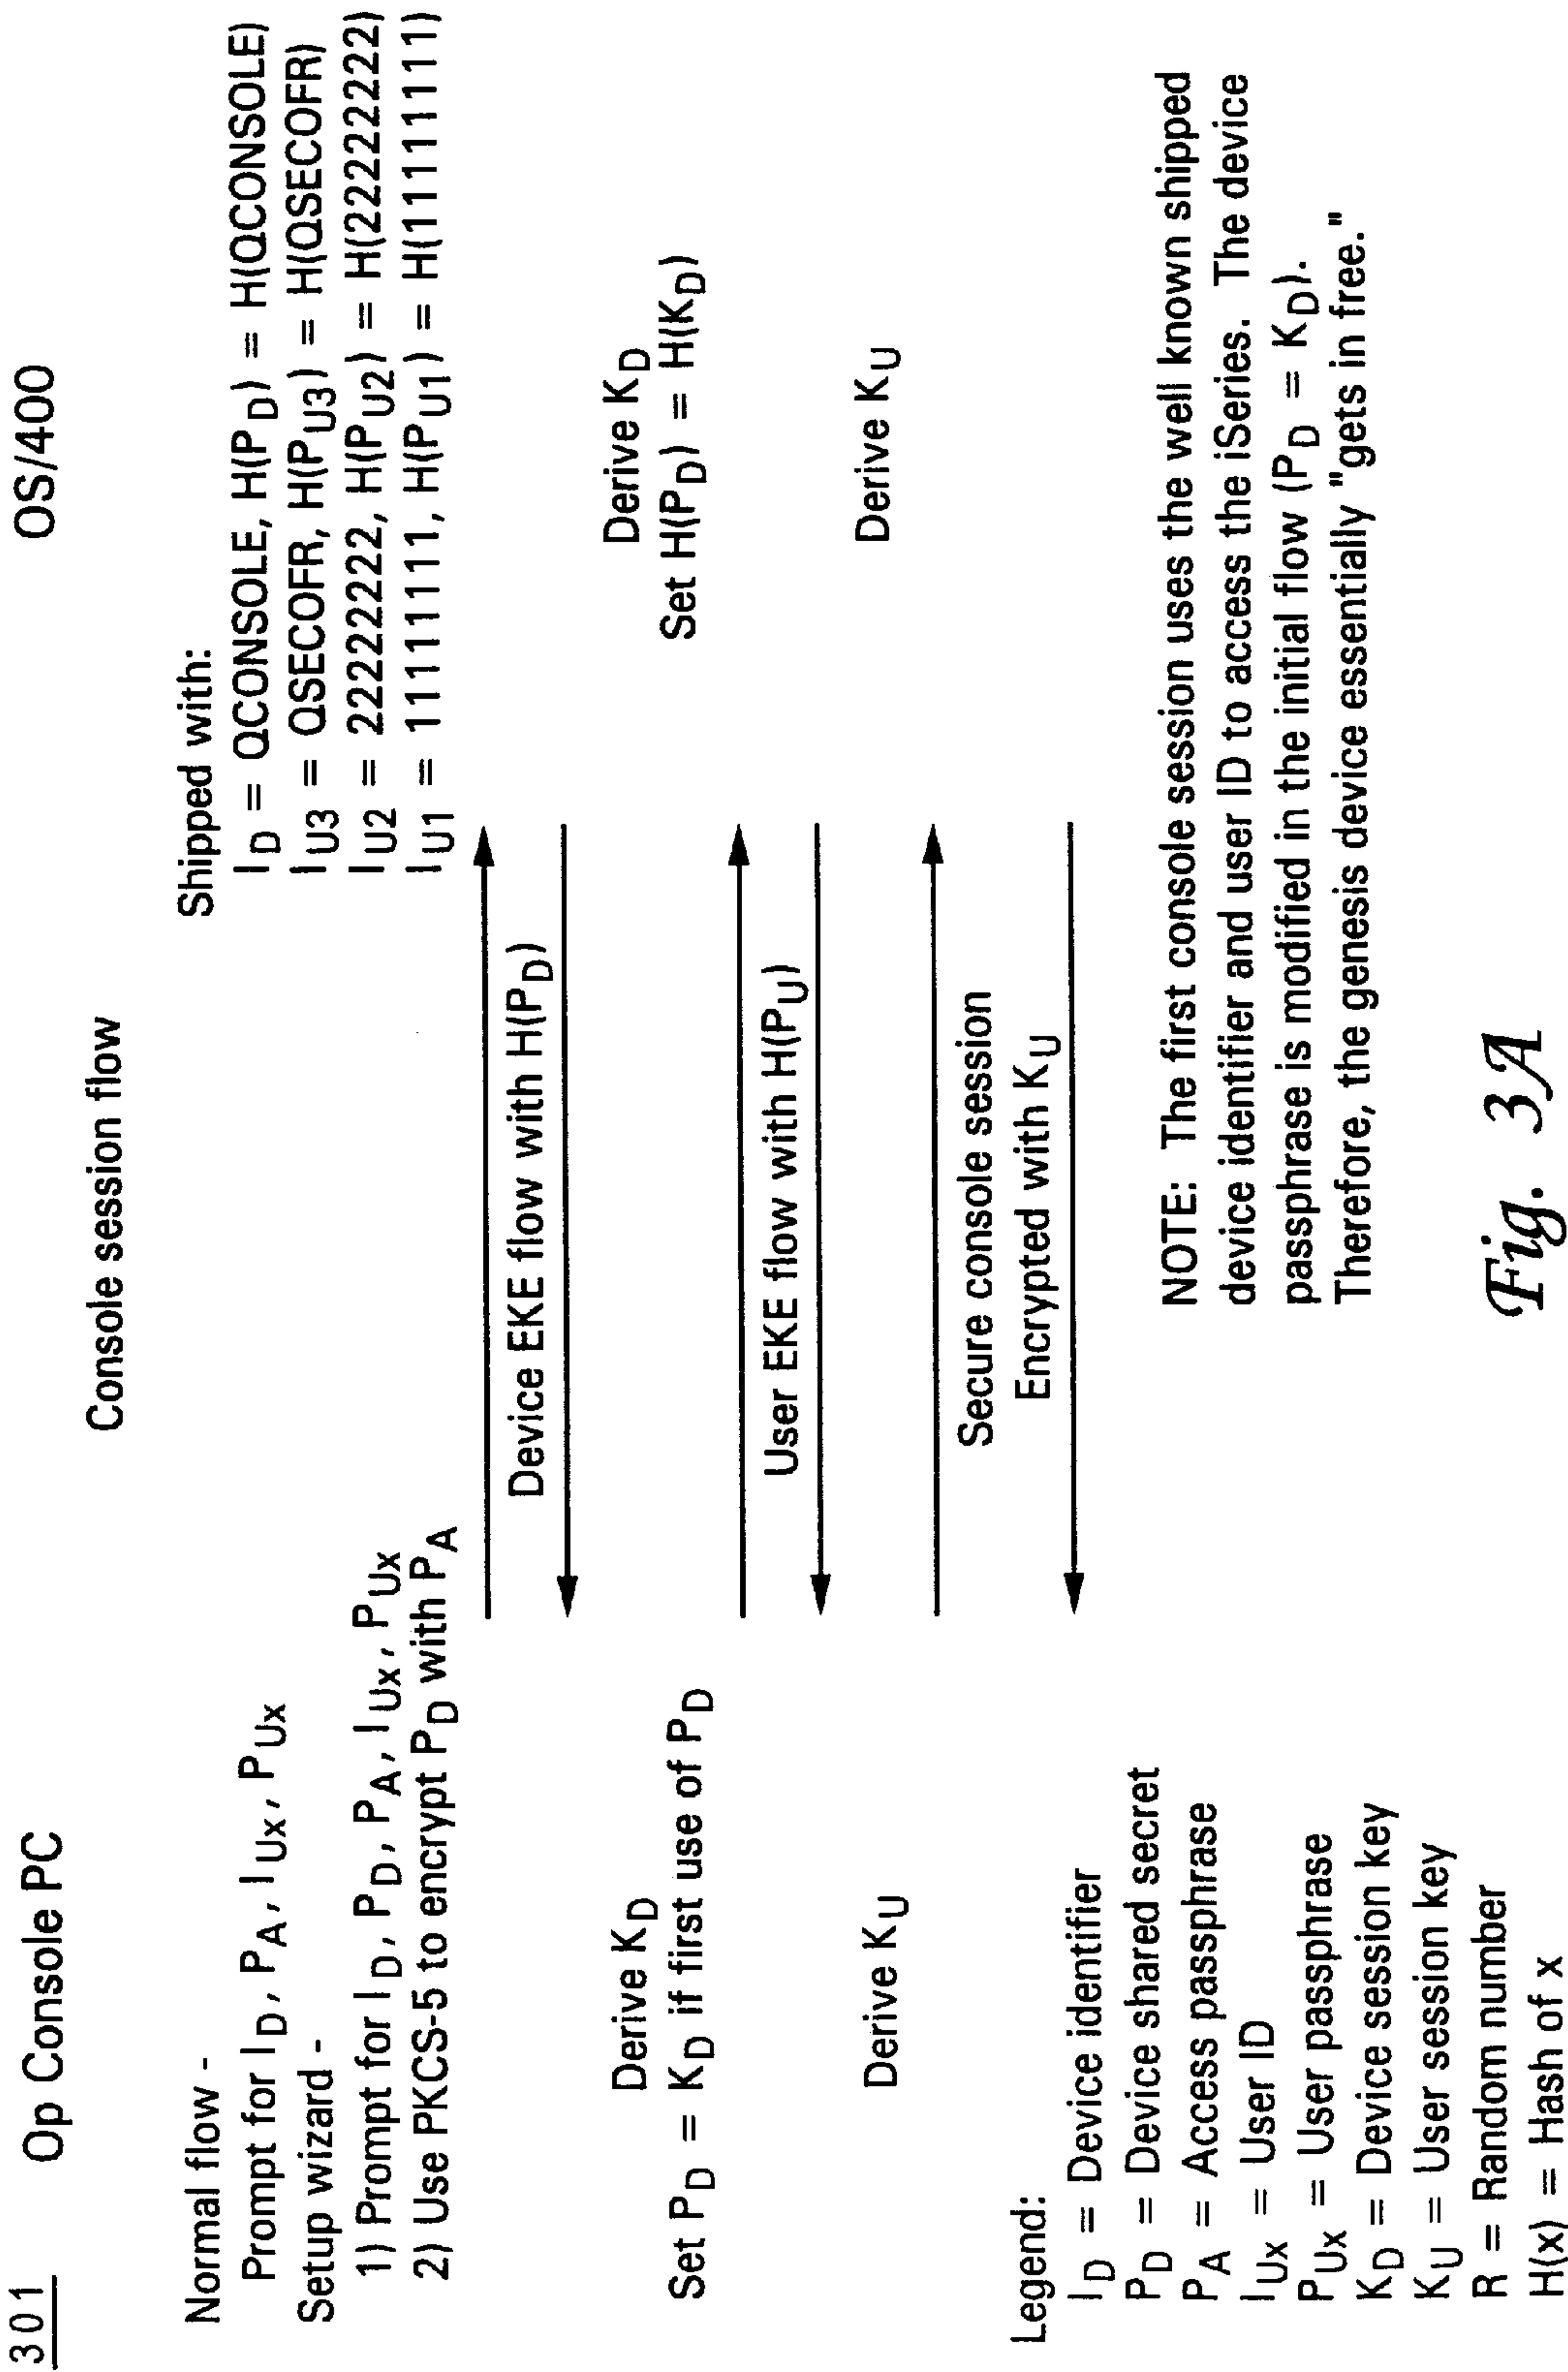 301
Op Console PC
OS/400
Console session flow
Normal flow -
Prompt for I_D, P_A, I_Ux, P_Ux
Setup wizard -
1) Prompt for I_D, P_D, P_A, I_Ux, P_Ux
2) Use PKCS-5 to encrypt P_D with P_A
Shipped with:
I_D = QCONSOLE, H(P_D) = H(QCONSOLE)
I_U3 = QSECOFR, H(P_U3) = H(QSECOFR)
I_U2 = 22222222, H(P_U2) = H(22222222)
I_U1 = 11111111, H(P_U1) = H(11111111)
Device EKE flow with H(P_D)
Derive K_D
Set P_D = K_D if first use of P_D
Derive K_D
Set H(P_D) = H(K_D)
User EKE flow with H(P_U)
Derive K_U
Derive K_U
Secure console session
Encrypted with K_U
Legend:
I_D = Device identifier
P_D = Device shared secret
P_A = Access passphrase
I_Ux = User ID
P_Ux = User passphrase
K_D = Device session key
K_U = User session key
R = Random number
H(x) = Hash of x
NOTE: The first console session uses the well known shipped
device identifier and user ID to access the iSeries. The device
passphrase is modified in the initial flow (P_D = K_D).
Therefore, the genesis device essentially "gets in free."
Fig. 3A